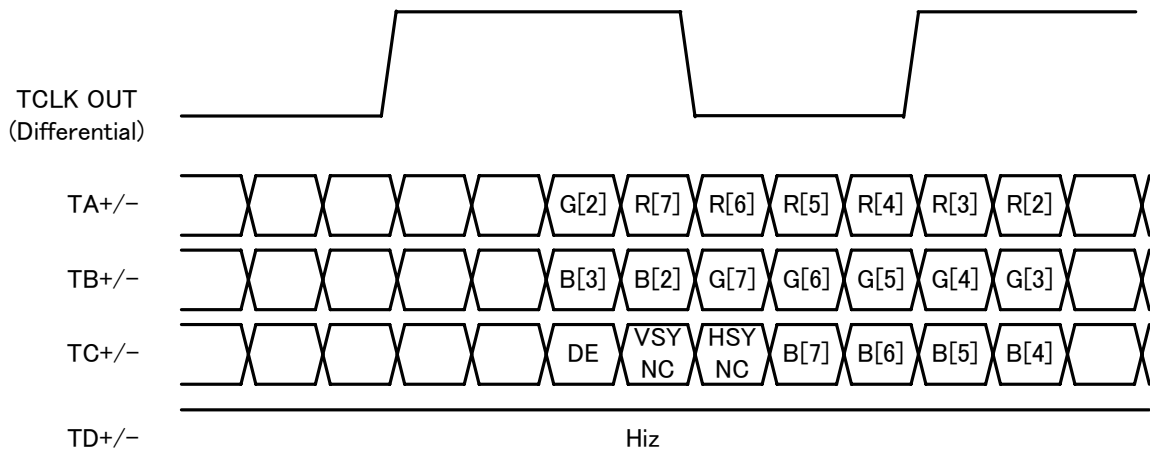 TCLK OUT
(Differential)
TA+/- G[2] R[7] R[6] R[5] R[4] R[3] R[2]
TB+/- B[3] B[2] G[7] G[6] G[5] G[4] G[3]
TC+/- DE VSY NC HSY NC B[7] B[6] B[5] B[4]
TD+/- Hiz